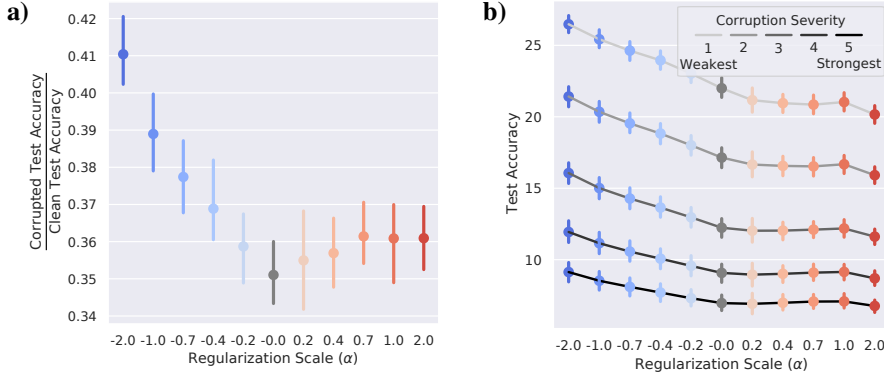 a)
Corrupted Test Accuracy
Clean Test Accuracy
0.42
0.41
0.40
0.39
0.38
0.37
0.36
0.35
0.34
-2.0 -1.0 -0.7 -0.4 -0.2 -0.0 0.2 0.4 0.7 1.0 2.0
Regularization Scale (α)
b)
Test Accuracy
25
20
15
10
Corruption Severity
1 2 3 4 5
Weakest Strongest
-2.0 -1.0 -0.7 -0.4 -0.2 -0.0 0.2 0.4 0.7 1.0 2.0
Regularization Scale (α)